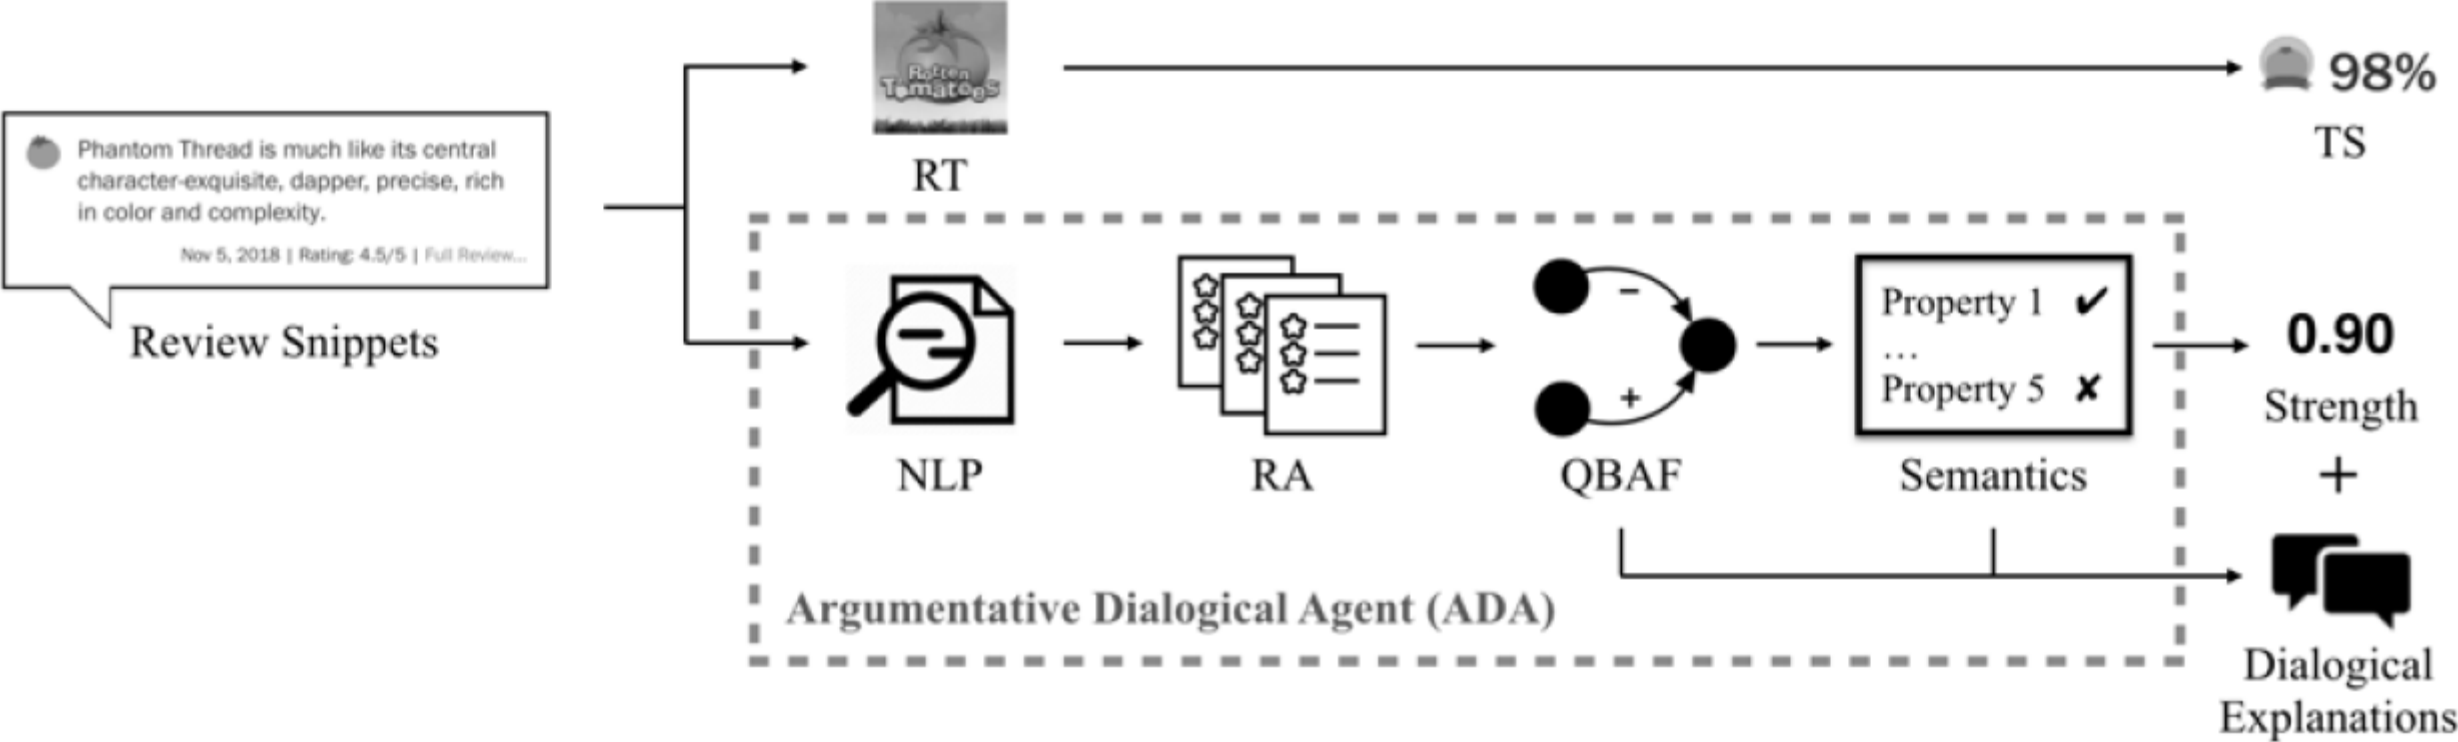 Phantom Thread is much like its central
character-exquisite, dapper, precise, rich
in color and complexity.
Nov 5, 2018 | Rating: 4.5/5 | Full Review...
Review Snippets
Rotten
Tomatoes
RT
98%
TS
NLP
RA
−
+
QBAF
Property 1 ✔
...
Property 5 ✘
Semantics
0.90
Strength
+
Dialogical
Explanations
Argumentative Dialogical Agent (ADA)